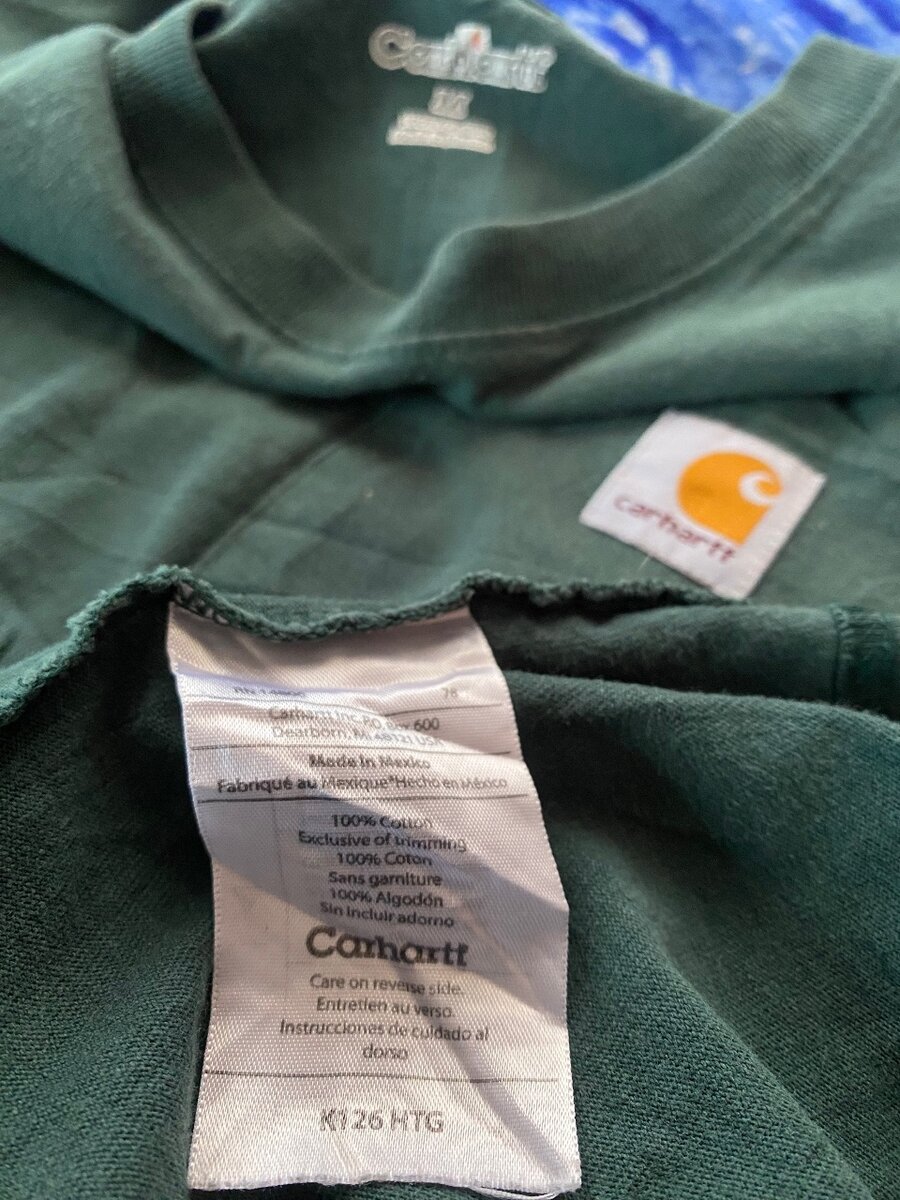 Carhartt
carhartt
Carhartt Inc. P.O. Box 600
Dearborn, MI 48121 USA
Made in Mexico
Fabriqué au Mexique*Hecho en México
100% Cotton
Exclusive of trimming
100% Coton
Sans garniture
100% Algodón
Sin incluir adorno
Carhartt
Care on reverse side.
Entretien au verso.
Instrucciones de cuidado al
dorso
K126 HTG